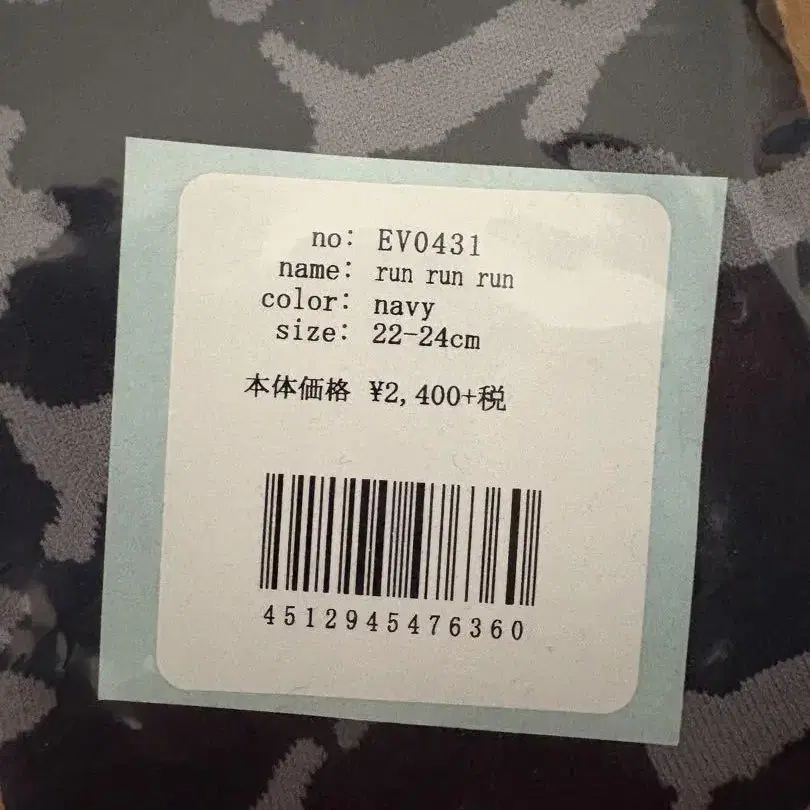 no: EV0431
name: run run run
color: navy
size: 22-24cm
本体価格 ¥2,400+税
4512945476360